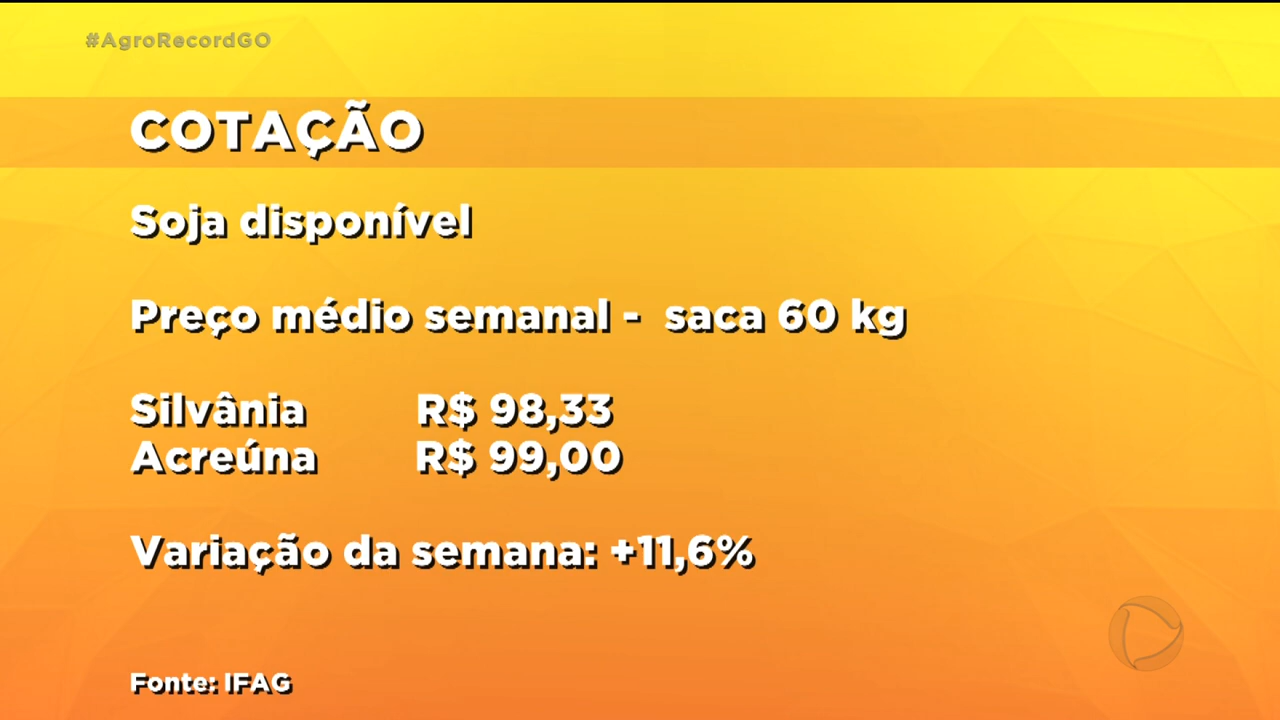 #AgroRecordGO
COTAÇÃO
Soja disponível
Preço médio semanal - saca 60 kg
Silvânia R$ 98,33
Acreúna R$ 99,00
Variação da semana: +11,6%
Fonte: IFAG